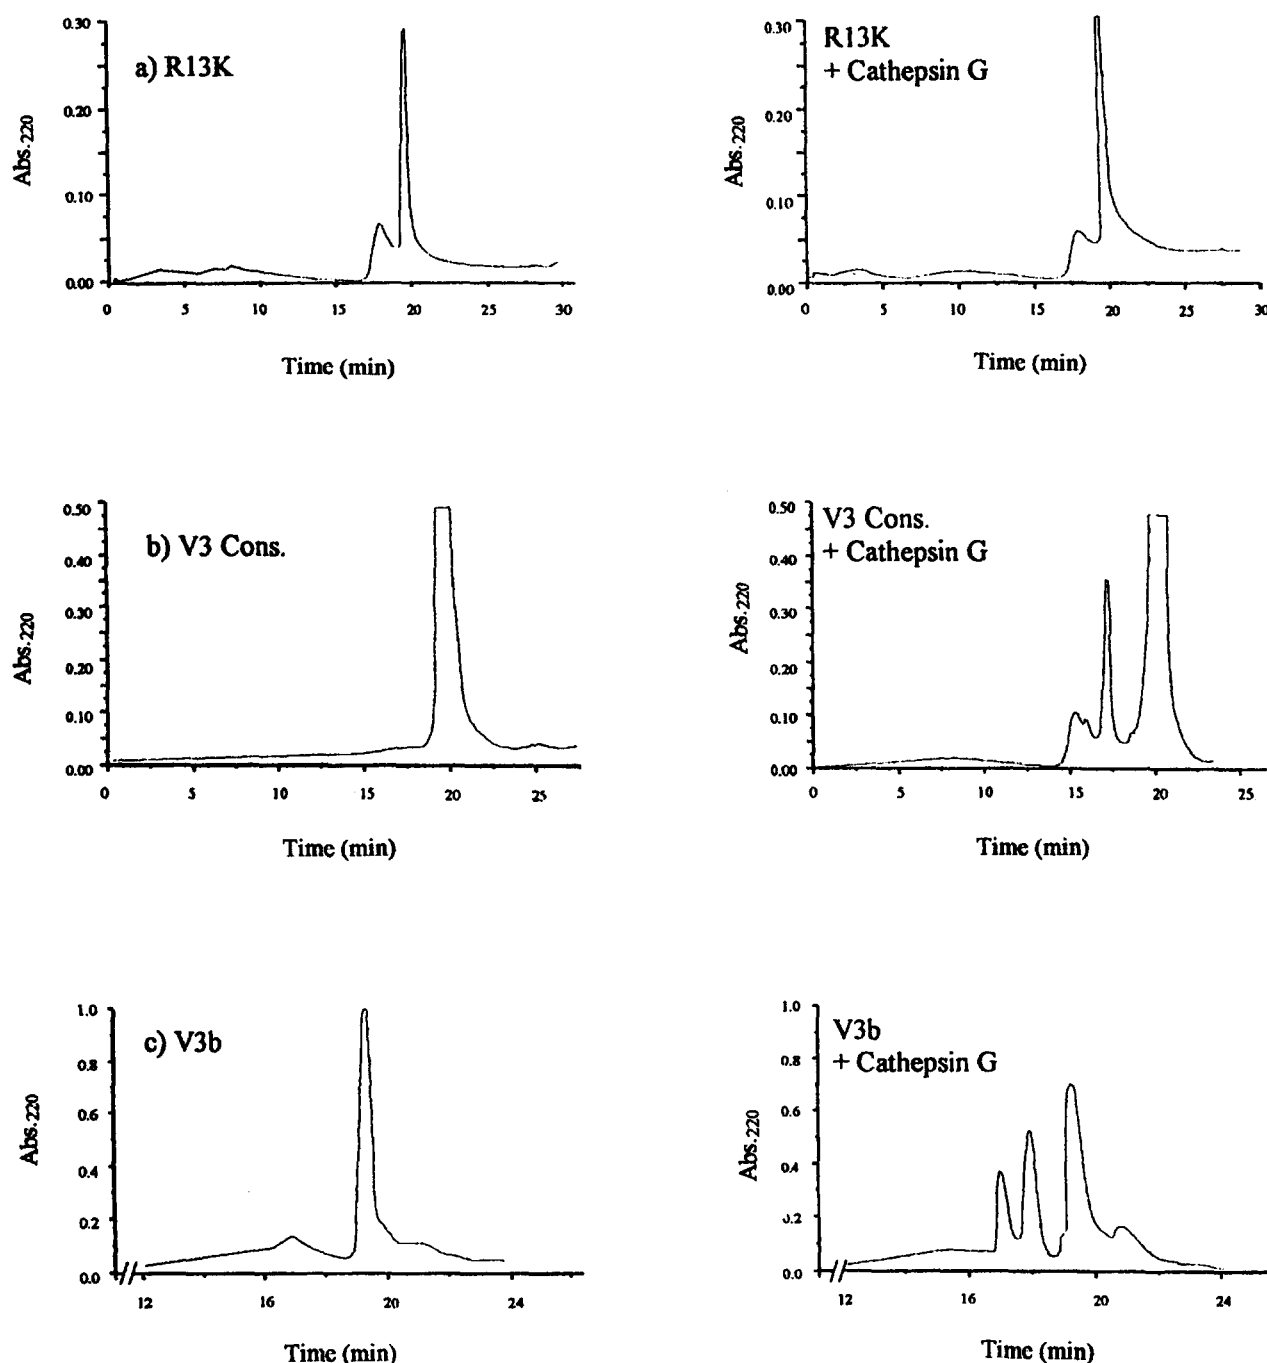 a) R13K
0.30
0.20
0.10
0.00
Abs.220
0 5 10 15 20 25 30
Time (min)
R13K
+ Cathepsin G
0.30
0.20
0.10
0.00
Abs.220
0 5 10 15 20 25 30
Time (min)
b) V3 Cons.
0.50
0.40
0.30
0.20
0.10
0.00
Abs.220
0 5 10 15 20 25
Time (min)
V3 Cons.
+ Cathepsin G
0.50
0.40
0.30
0.20
0.10
0.00
Abs.220
0 5 10 15 20 25
Time (min)
c) V3b
1.0
0.8
0.6
0.4
0.2
0.0
Abs.220
12 16 20 24
Time (min)
V3b
+ Cathepsin G
1.0
0.8
0.6
0.4
0.2
0.0
Abs.220
12 16 20 24
Time (min)